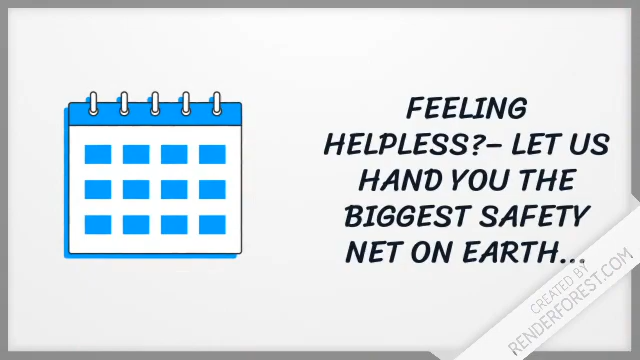 FEELING
HELPLESS?– LET US
HAND YOU THE
BIGGEST SAFETY
NET ON EARTH...
CREATED BY
RENDERFOREST.COM